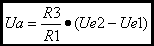 Ua = R3/R1 • (Ue2 − Ue1)